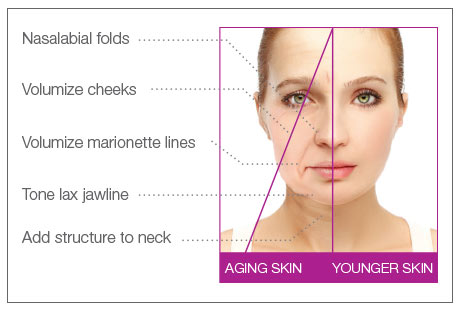 Nasalabial folds
Volumize cheeks
Volumize marionette lines
Tone lax jawline
Add structure to neck
AGING SKIN YOUNGER SKIN